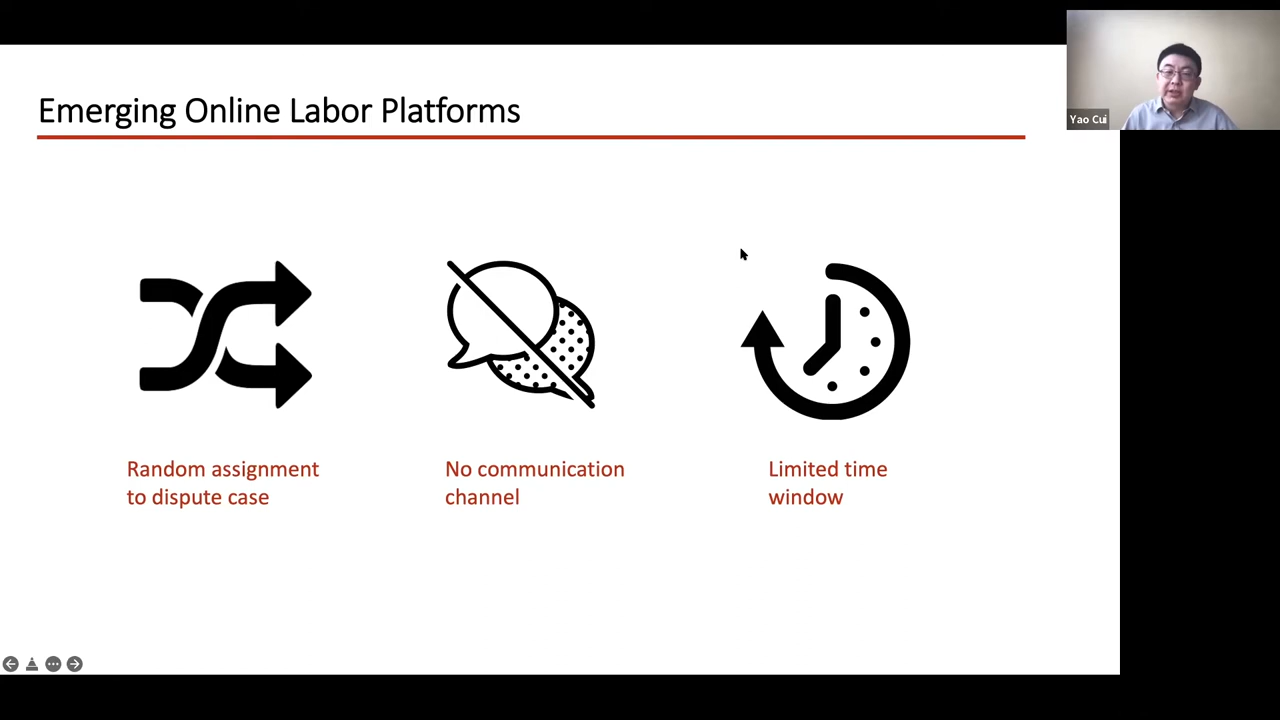 Emerging Online Labor Platforms
Yao Cui
Random assignment
to dispute case
No communication
channel
Limited time
window